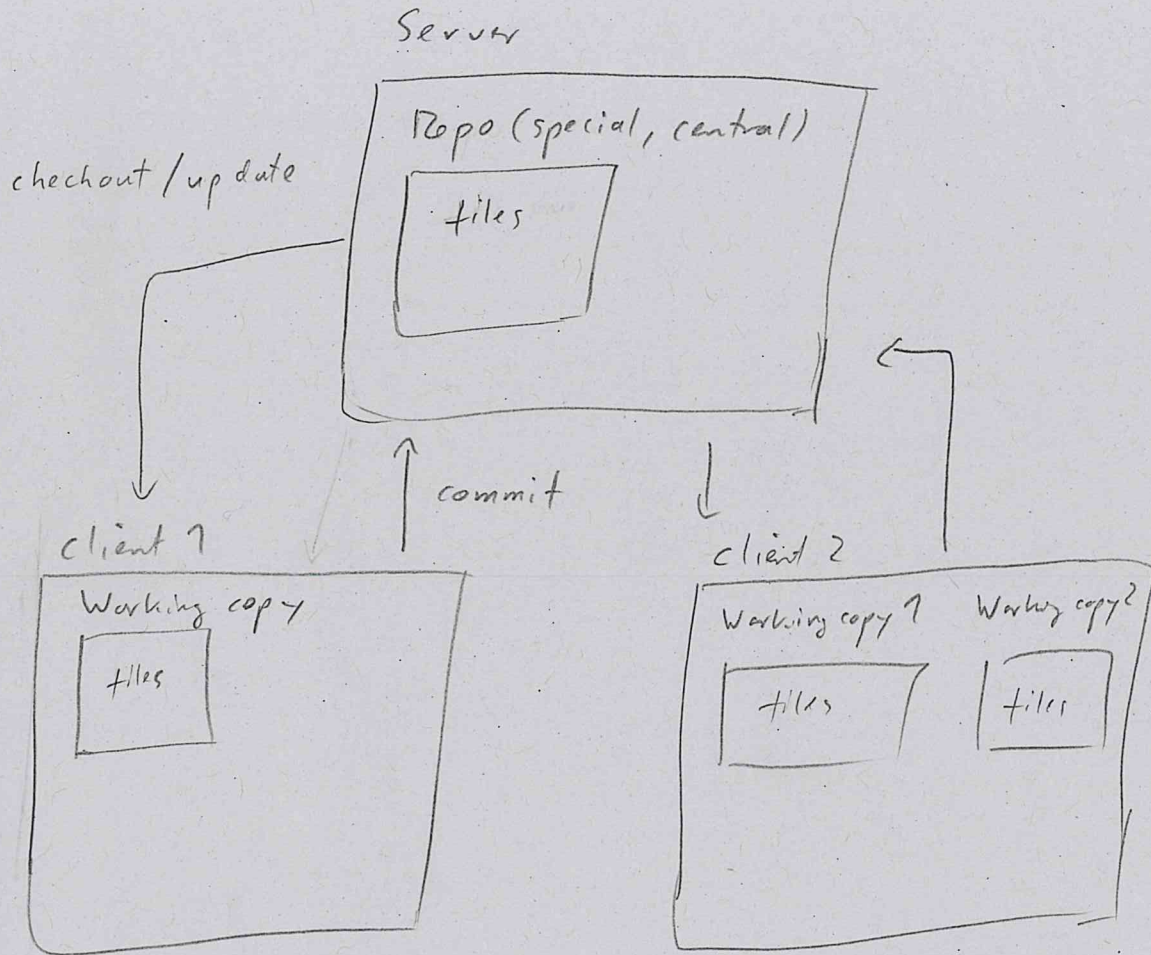 Server
Repo (special, central)
checkout / update
files
commit
client 1
client 2
Working copy
Working copy 1
Working copy 2
files
files
files